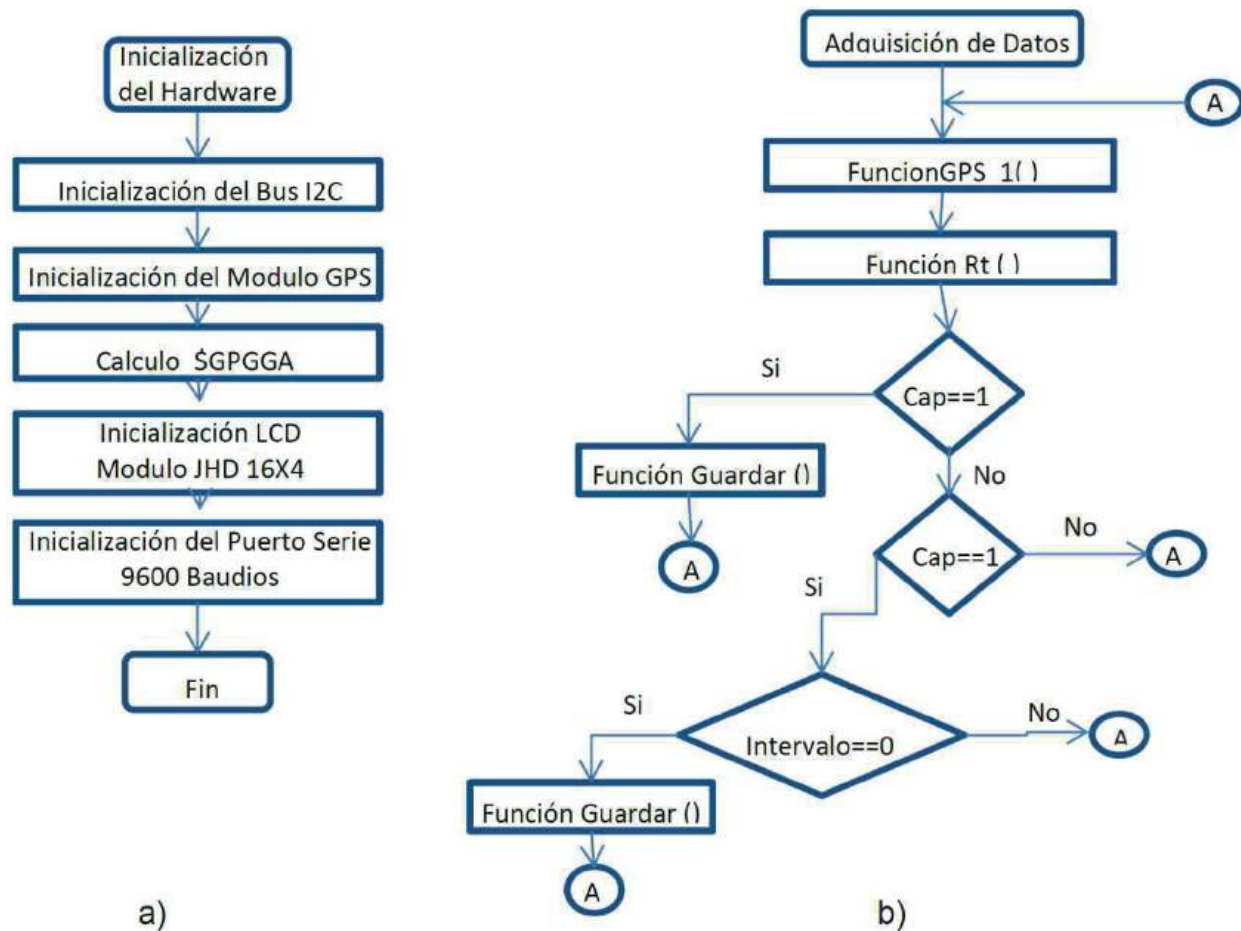 Inicialización
del Hardware
Inicialización del Bus I2C
Inicialización del Modulo GPS
Calculo $GPGGA
Inicialización LCD
Modulo JHD 16X4
Inicialización del Puerto Serie
9600 Baudios
Fin
a)
Adquisición de Datos
A
FuncionGPS_1( )
Función Rt ( )
Cap==1
Si
Función Guardar ()
A
No
Cap==1
No
A
Si
Intervalo==0
Si
No
A
Función Guardar ()
A
b)